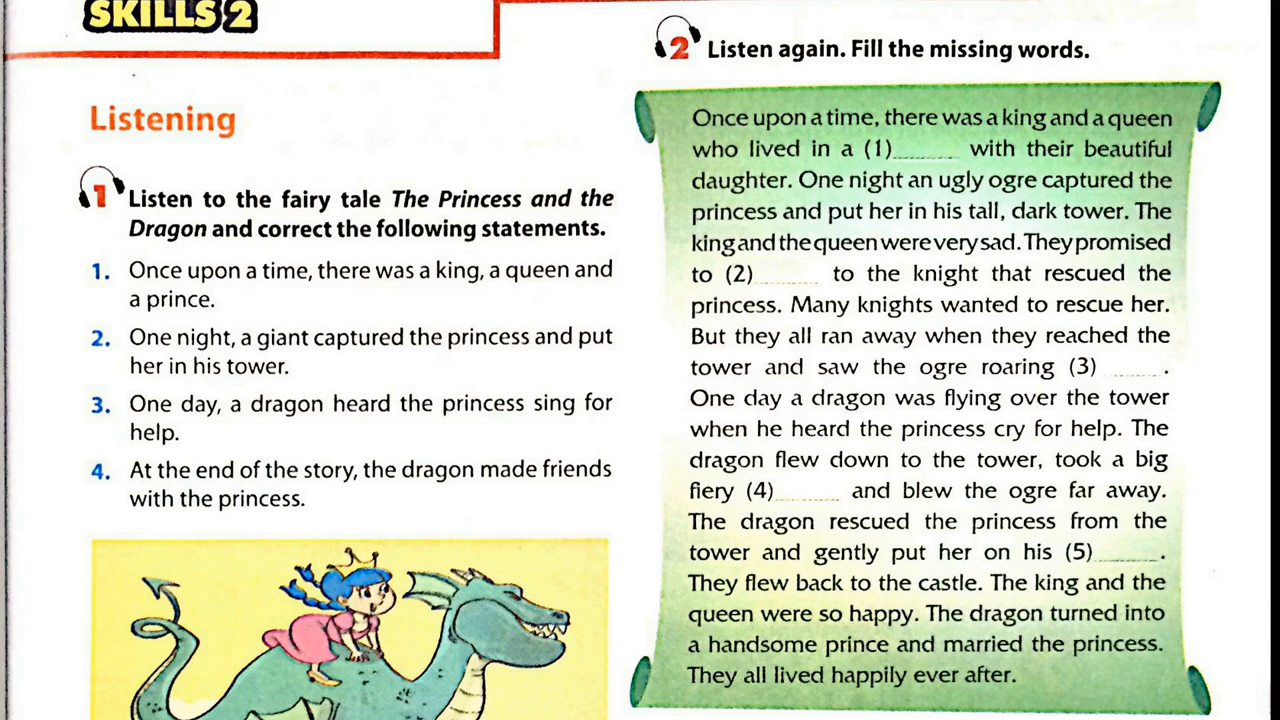 SKILLS 2
Listening
1 Listen to the fairy tale The Princess and the
Dragon and correct the following statements.
1. Once upon a time, there was a king, a queen and
a prince.
2. One night, a giant captured the princess and put
her in his tower.
3. One day, a dragon heard the princess sing for
help.
4. At the end of the story, the dragon made friends
with the princess.
2 Listen again. Fill the missing words.
Once upon a time, there was a king and a queen
who lived in a (1)........ with their beautiful
daughter. One night an ugly ogre captured the
princess and put her in his tall, dark tower. The
king and the queen were very sad. They promised
to (2)........ to the knight that rescued the
princess. Many knights wanted to rescue her.
But they all ran away when they reached the
tower and saw the ogre roaring (3) ........ .
One day a dragon was flying over the tower
when he heard the princess cry for help. The
dragon flew down to the tower, took a big
fiery (4)........ and blew the ogre far away.
The dragon rescued the princess from the
tower and gently put her on his (5)........ .
They flew back to the castle. The king and the
queen were so happy. The dragon turned into
a handsome prince and married the princess.
They all lived happily ever after.